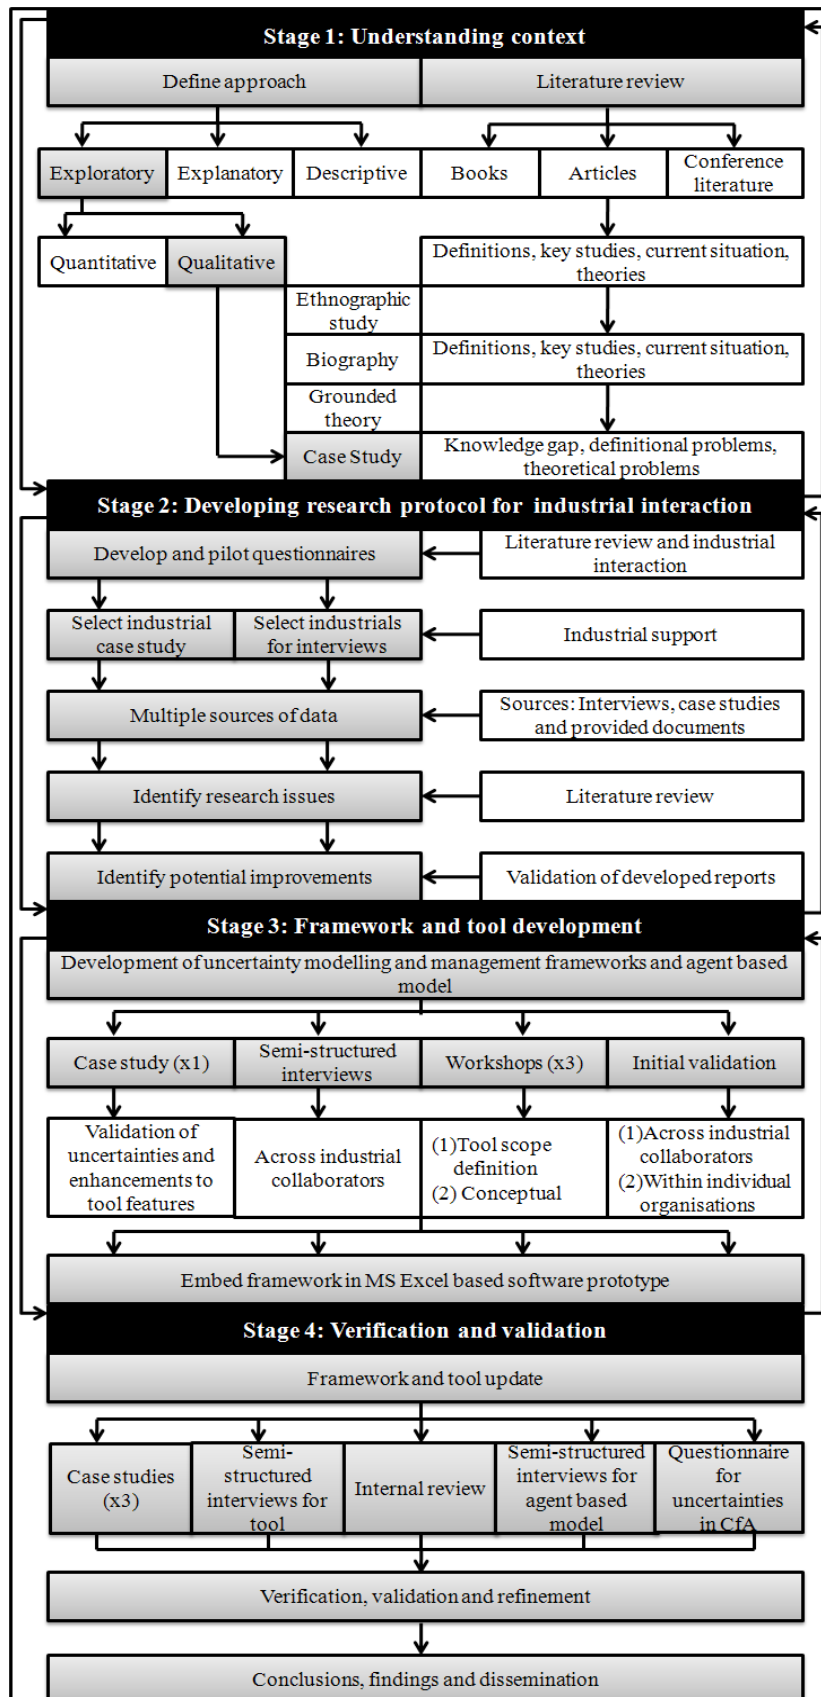 Stage 1: Understanding context
Define approach
Literature review
Exploratory
Explanatory
Descriptive
Books
Articles
Conference
literature
Quantitative
Qualitative
Definitions, key studies, current situation,
theories
Ethnographic
study
Biography
Definitions, key studies, current situation,
theories
Grounded
theory
Case Study
Knowledge gap, definitional problems,
theoretical problems
Stage 2: Developing research protocol for industrial interaction
Develop and pilot questionnaires
Literature review and industrial
interaction
Select industrial
case study
Select industrials
for interviews
Industrial support
Multiple sources of data
Sources: Interviews, case studies
and provided documents
Identify research issues
Literature review
Identify potential improvements
Validation of developed reports
Stage 3: Framework and tool development
Development of uncertainty modelling and management frameworks and agent based
model
Case study (x1)
Semi-structured
interviews
Workshops (x3)
Initial validation
Validation of
uncertainties and
enhancements to
tool features
Across industrial
collaborators
(1)Tool scope
definition
(2) Conceptual
(1)Across industrial
collaborators
(2)Within individual
organisations
Embed framework in MS Excel based software prototype
Stage 4: Verification and validation
Framework and tool update
Case studies
(x3)
Semi-
structured
interviews for
tool
Internal review
Semi-structured
interviews for
agent based
model
Questionnaire
for
uncertainties
in CfA
Verification, validation and refinement
Conclusions, findings and dissemination